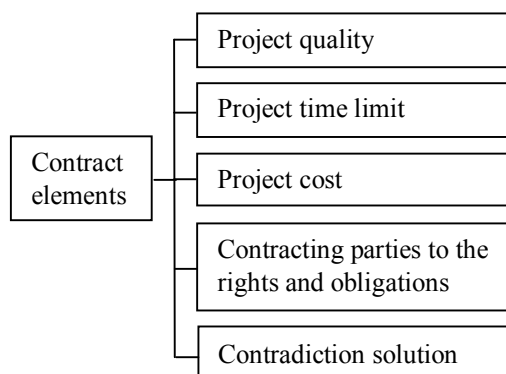 Project quality
Project time limit
Contract
elements
Project cost
Contracting parties to the
rights and obligations
Contradiction solution